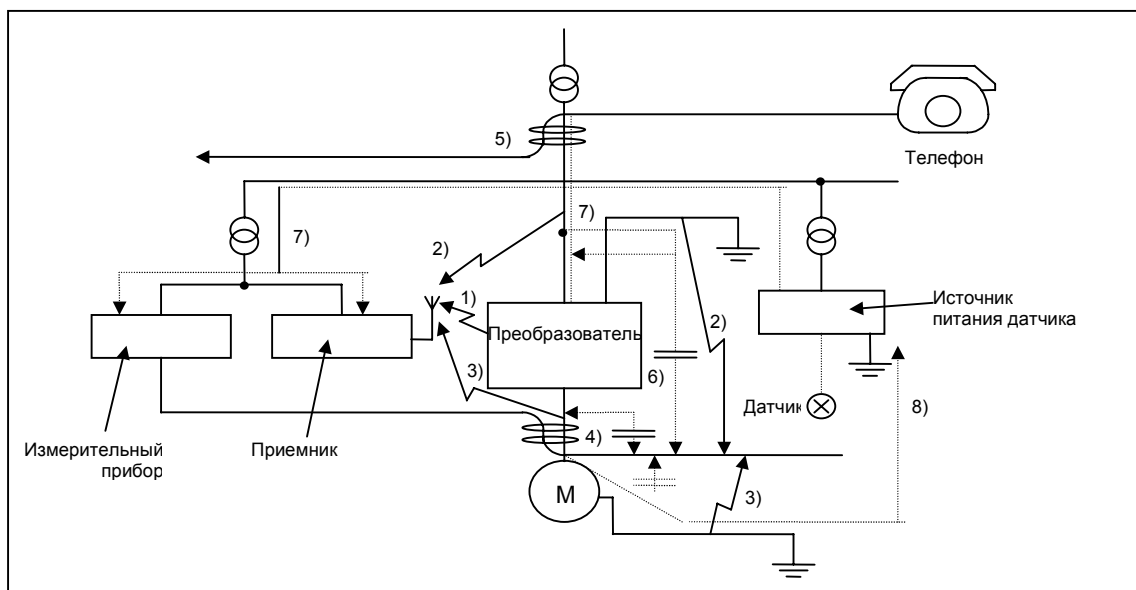 5)
Телефон
7)
7)
2)
1)
Источник
питания датчика
Преобразователь
2)
3)
6)
Датчик
8)
Измерительный
прибор
Приемник
4)
М
3)